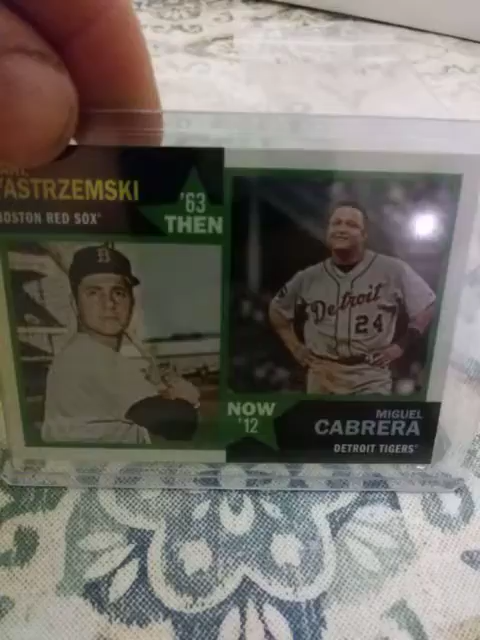 YASTRZEMSKI
BOSTON RED SOX
'63
THEN
B
Detroit
24
NOW
'12
MIGUEL
CABRERA
DETROIT TIGERS